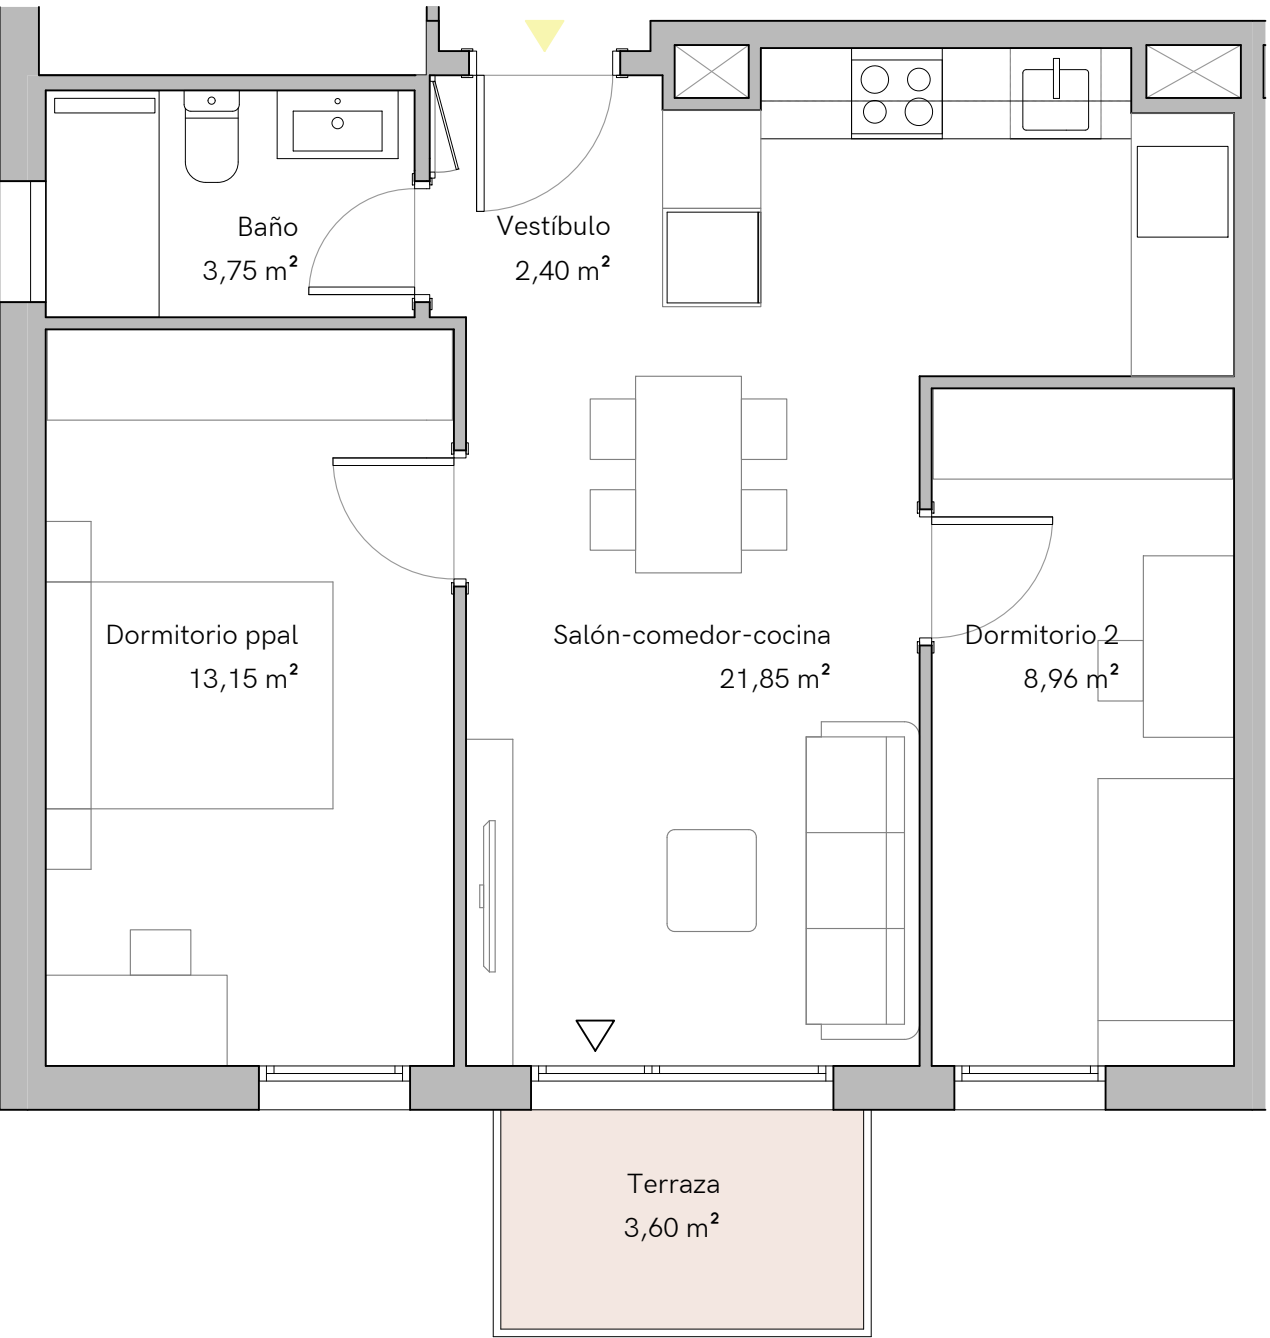 Baño
3,75 m²
Vestíbulo
2,40 m²
Dormitorio ppal
13,15 m²
Salón-comedor-cocina
21,85 m²
Dormitorio 2
8,96 m²
Terraza
3,60 m²